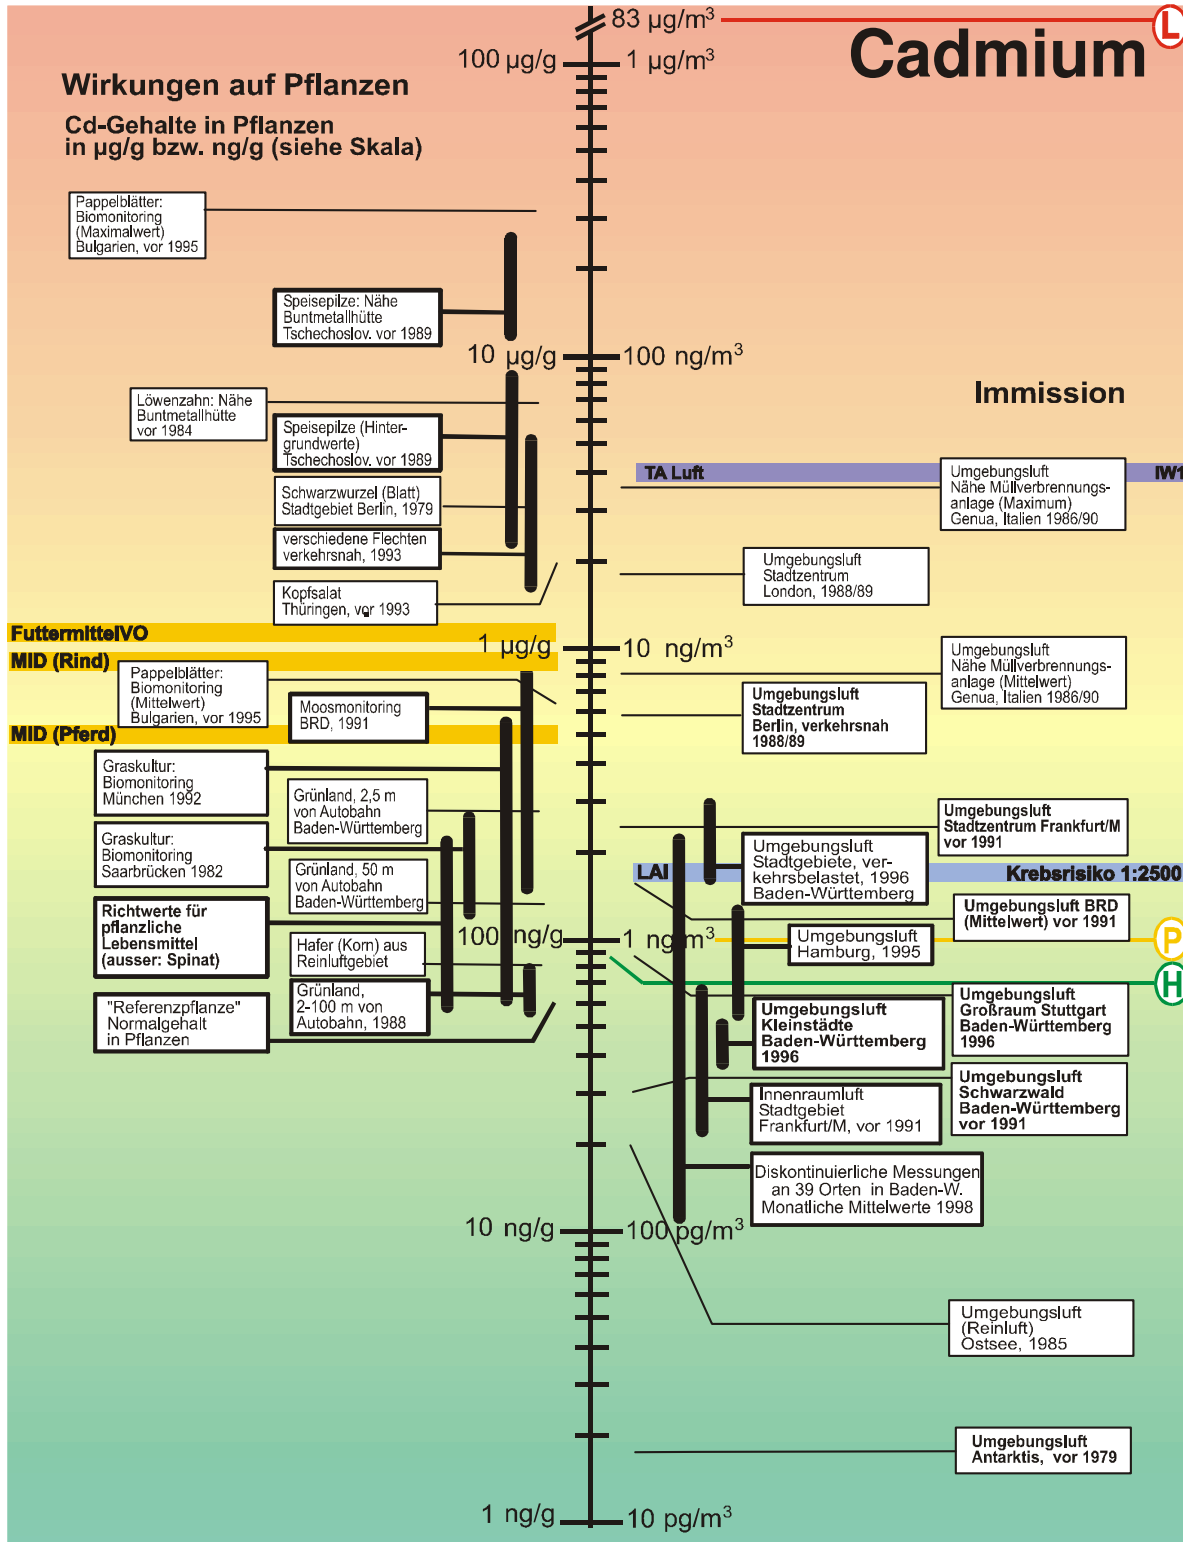 83 µg/m³
L
Cadmium
100 µg/g
1 µg/m³
Wirkungen auf Pflanzen
Cd-Gehalte in Pflanzen
in µg/g bzw. ng/g (siehe Skala)
Pappelblätter:
Biomonitoring
(Maximalwert)
Bulgarien, vor 1995
Speisepilze: Nähe
Buntmetallhütte
Tschechoslov. vor 1989
10 µg/g
100 ng/m³
Immission
Löwenzahn: Nähe
Buntmetallhütte
vor 1984
Speisepilze (Hinter-
grundwerte)
Tschechoslov. vor 1989
TA Luft
IW1
Umgebungsluft
Nähe Müllverbrennungs-
anlage (Maximum)
Genua, Italien 1986/90
Schwarzwurzel (Blatt)
Stadtgebiet Berlin, 1979
verschiedene Flechten
verkehrsnah, 1993
Umgebungsluft
Stadtzentrum
London, 1988/89
Kopfsalat
Thüringen, vor 1993
FuttermittelVO
1 µg/g
10 ng/m³
MID (Rind)
Umgebungsluft
Nähe Müllverbrennungs-
anlage (Mittelwert)
Genua, Italien 1986/90
Pappelblätter:
Biomonitoring
(Mittelwert)
Bulgarien, vor 1995
Moosmonitoring
BRD, 1991
Umgebungsluft
Stadtzentrum
Berlin, verkehrsnah
1988/89
MID (Pferd)
Graskultur:
Biomonitoring
München 1992
Grünland, 2,5 m
von Autobahn
Baden-Württemberg
Umgebungsluft
Stadtzentrum Frankfurt/M
vor 1991
Graskultur:
Biomonitoring
Saarbrücken 1982
Umgebungsluft
Stadtgebiete, ver-
kehrsbelastet, 1996
Baden-Württemberg
LAI
Krebsrisiko 1:2500
Grünland, 50 m
von Autobahn
Baden-Württemberg
Umgebungsluft BRD
(Mittelwert) vor 1991
Richtwerte für
pflanzliche
Lebensmittel
(ausser: Spinat)
100 ng/g
1 ng/m³
P
Umgebungsluft
Hamburg, 1995
Hafer (Korn) aus
Reinluftgebiet
H
Grünland,
2-100 m von
Autobahn, 1988
Umgebungsluft
Großraum Stuttgart
Baden-Württemberg
1996
"Referenzpflanze"
Normalgehalt
in Pflanzen
Umgebungsluft
Kleinstädte
Baden-Württemberg
1996
Umgebungsluft
Schwarzwald
Baden-Württemberg
vor 1991
Innenraumluft
Stadtgebiet
Frankfurt/M, vor 1991
Diskontinuierliche Messungen
an 39 Orten in Baden-W.
Monatliche Mittelwerte 1998
10 ng/g
100 pg/m³
Umgebungsluft
(Reinluft)
Ostsee, 1985
Umgebungsluft
Antarktis, vor 1979
1 ng/g
10 pg/m³